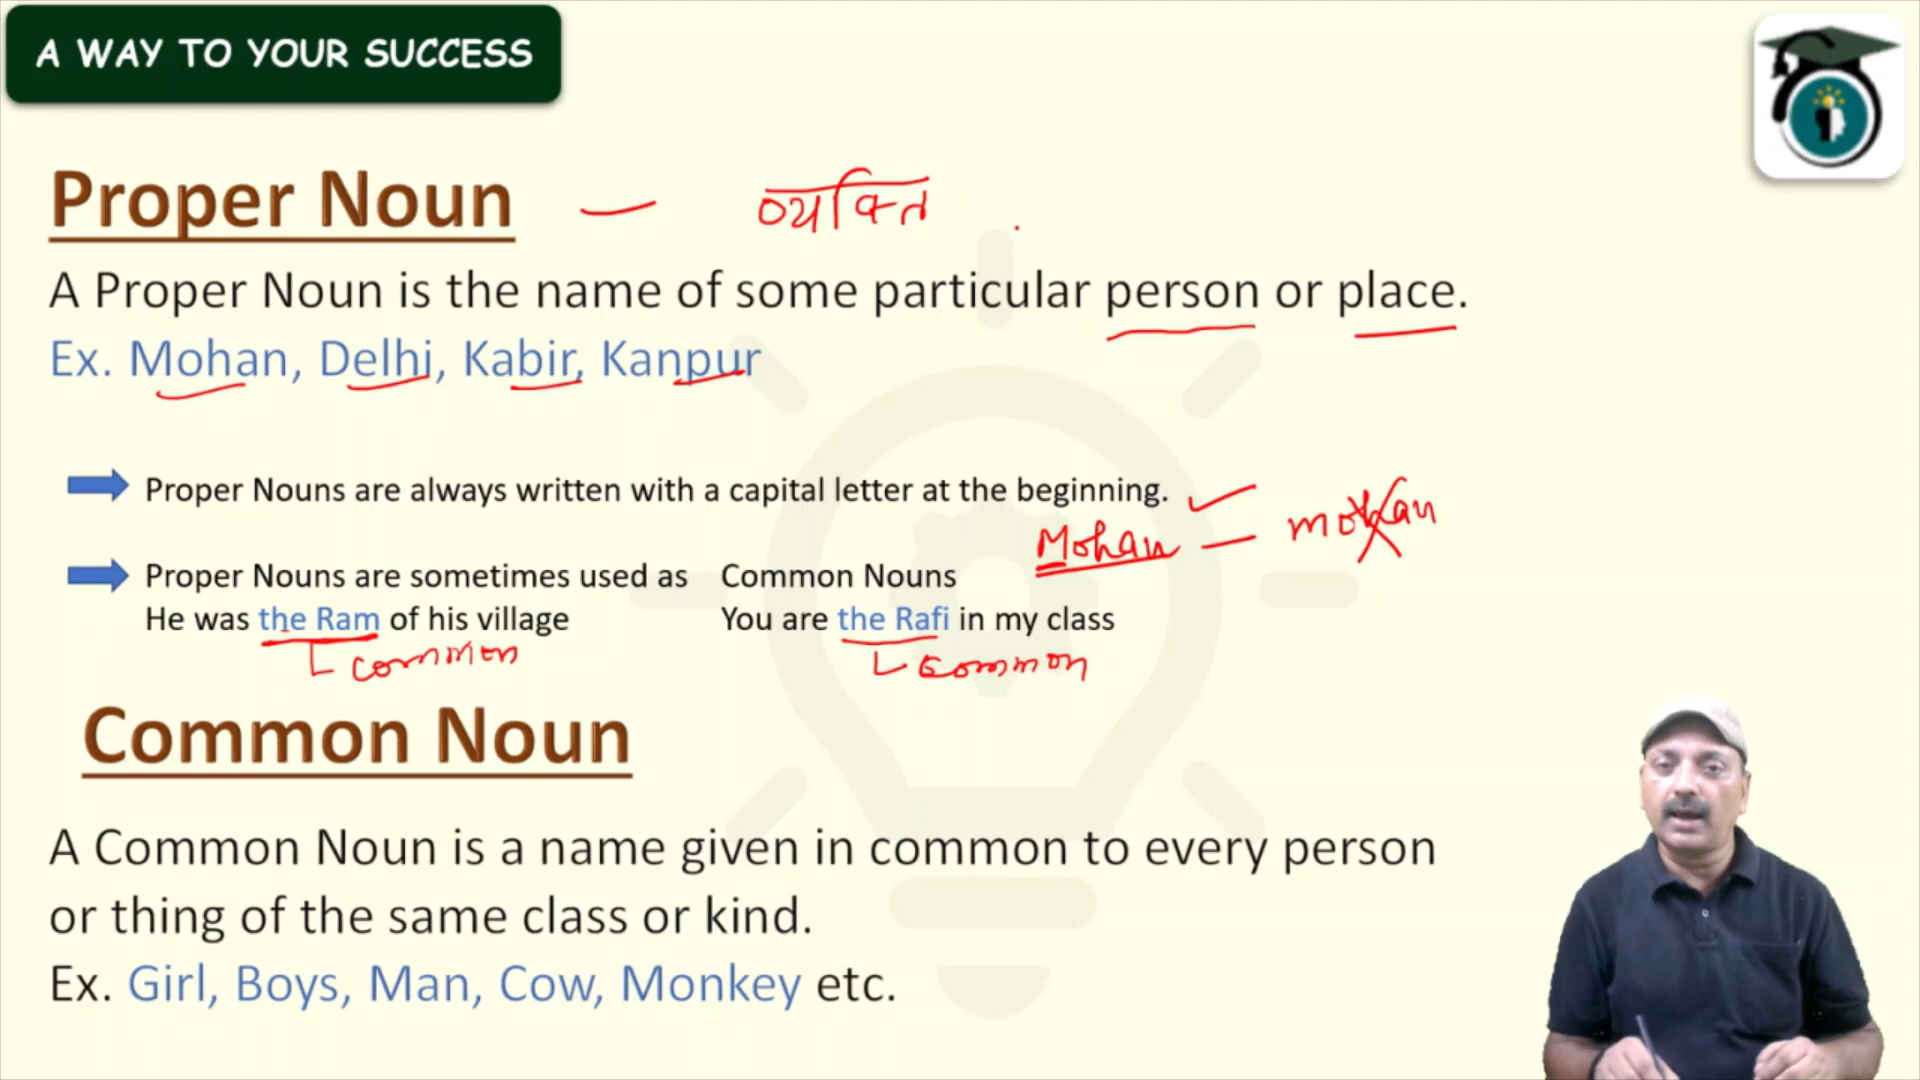 A WAY TO YOUR SUCCESS
Proper Noun — व्यक्ति
A Proper Noun is the name of some particular person or place.
Ex. Mohan, Delhi, Kabir, Kanpur
Proper Nouns are always written with a capital letter at the beginning.
Mohan — mohan
Proper Nouns are sometimes used as Common Nouns
He was the Ram of his village You are the Rafi in my class
common common
Common Noun
A Common Noun is a name given in common to every person
or thing of the same class or kind.
Ex. Girl, Boys, Man, Cow, Monkey etc.